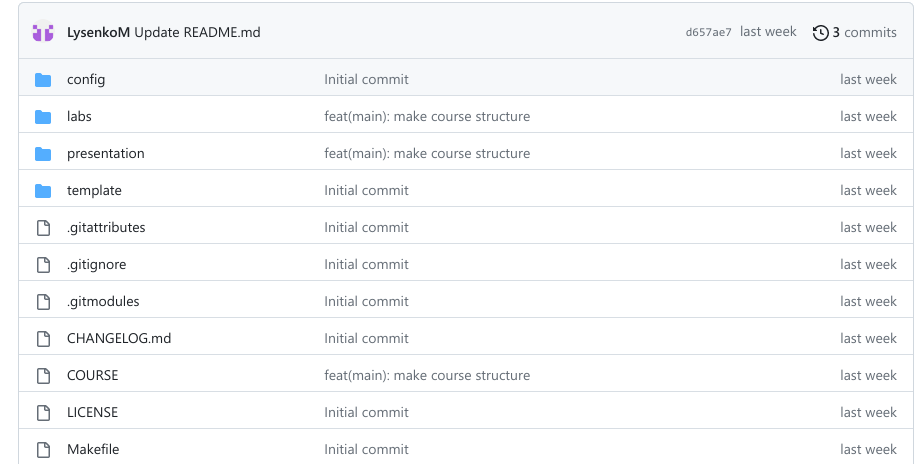 LysenkoM Update README.md d657ae7 last week 3 commits
config Initial commit last week
labs feat(main): make course structure last week
presentation feat(main): make course structure last week
template Initial commit last week
.gitattributes Initial commit last week
.gitignore Initial commit last week
.gitmodules Initial commit last week
CHANGELOG.md Initial commit last week
COURSE feat(main): make course structure last week
LICENSE Initial commit last week
Makefile Initial commit last week